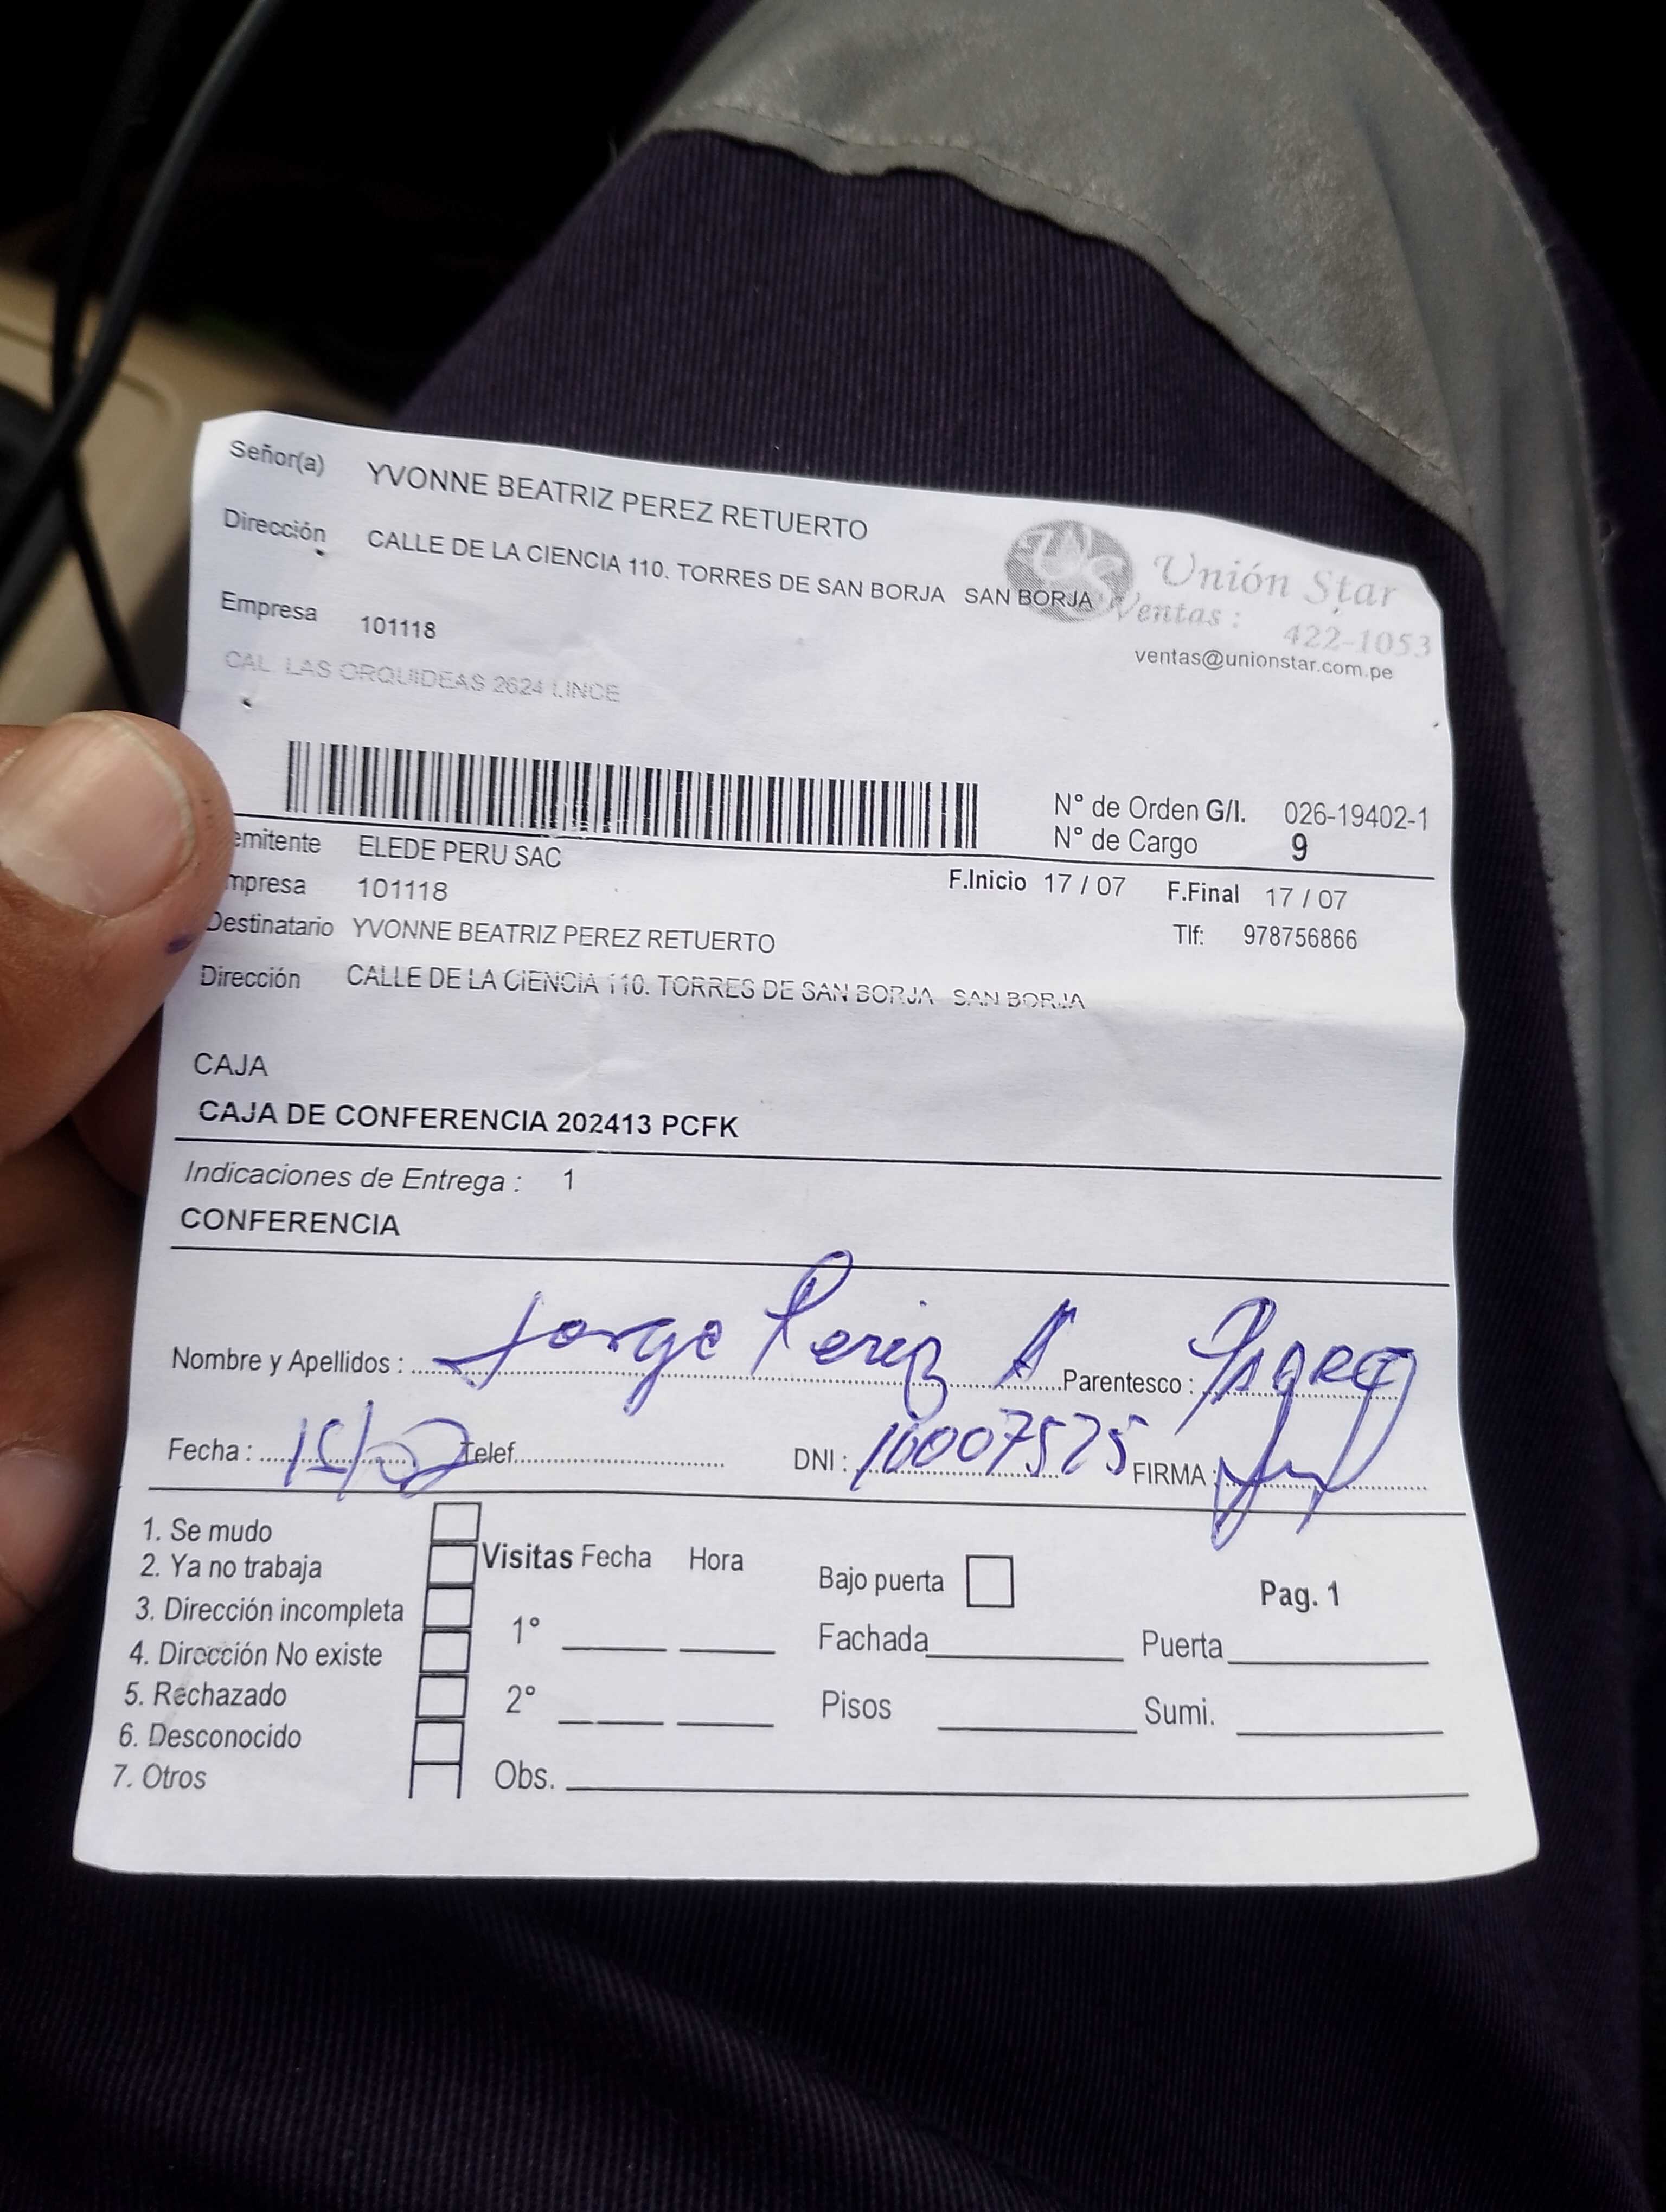 Señor(a) YVONNE BEATRIZ PEREZ RETUERTO
Dirección CALLE DE LA CIENCIA 110. TORRES DE SAN BORJA SAN BORJA
Unión Star
Ventas : 422-1053
ventas@unionstar.com.pe
Empresa 101118
CAL LAS ORQUIDEAS 2624 LINCE
N° de Orden G/I. 026-19402-1
N° de Cargo 9
emitente ELEDE PERU SAC
mpresa 101118 F.Inicio 17 / 07 F.Final 17 / 07
Destinatario YVONNE BEATRIZ PEREZ RETUERTO Tlf: 978756866
Dirección CALLE DE LA CIENCIA 110. TORRES DE SAN BORJA SAN BORJA
CAJA
CAJA DE CONFERENCIA 202413 PCFK
Indicaciones de Entrega : 1
CONFERENCIA
Nombre y Apellidos : Jorge Perez A Parentesco :
Fecha : Telef. DNI : 10007575 FIRMA :
1. Se mudo
2. Ya no trabaja
3. Dirección incompleta
4. Dirección No existe
5. Rechazado
6. Desconocido
7. Otros
Visitas Fecha Hora
1°
2°
Obs.
Bajo puerta Pag. 1
Fachada Puerta
Pisos Sumi.